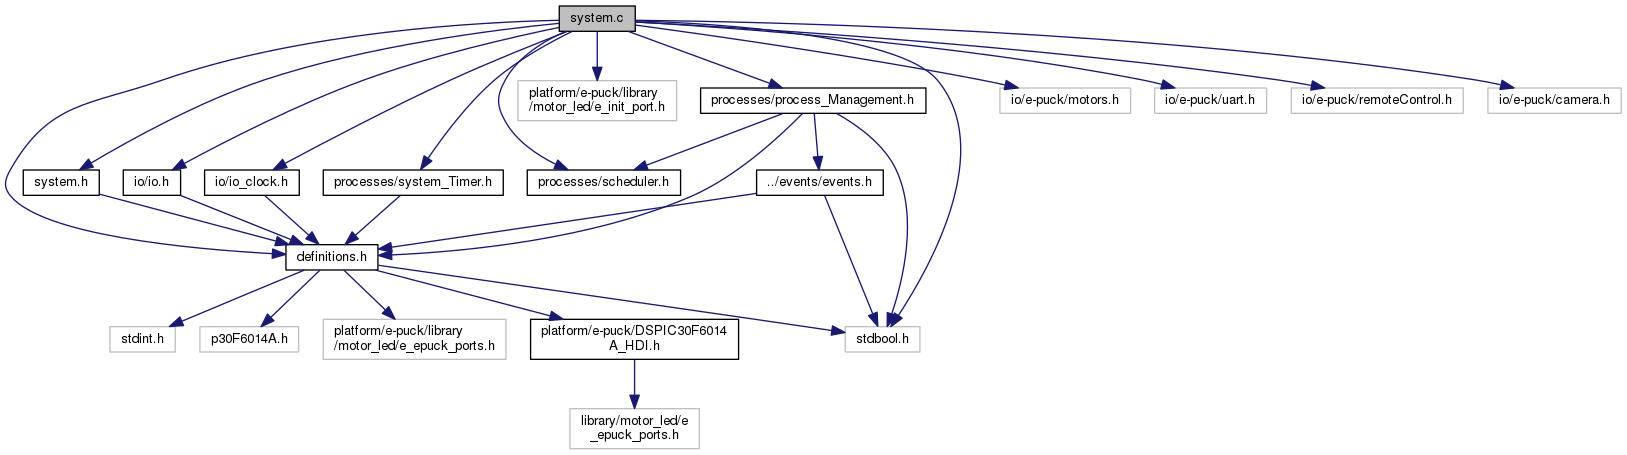 system.c
platform/e-puck/library
/motor_led/e_init_port.h
processes/process_Management.h
io/e-puck/motors.h
io/e-puck/uart.h
io/e-puck/remoteControl.h
io/e-puck/camera.h
system.h
io/io.h
io/io_clock.h
processes/system_Timer.h
processes/scheduler.h
../events/events.h
definitions.h
stdint.h
p30F6014A.h
platform/e-puck/library
/motor_led/e_epuck_ports.h
platform/e-puck/DSPIC30F6014
A_HDI.h
stdbool.h
library/motor_led/e
_epuck_ports.h